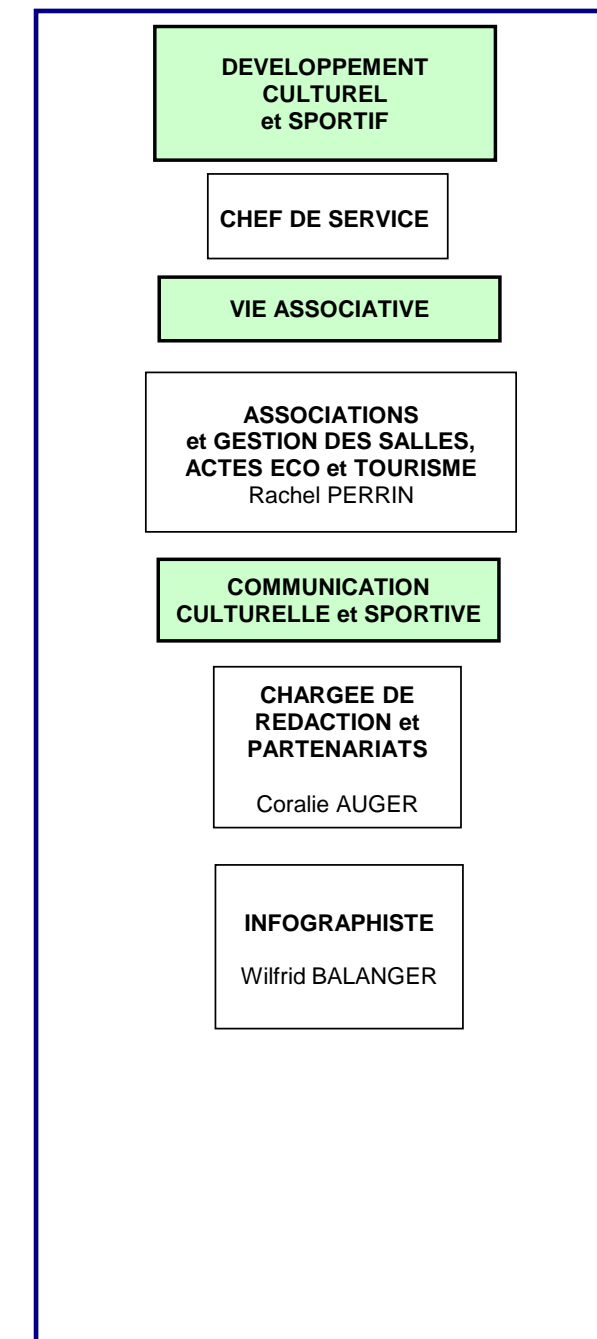 DEVELOPPEMENT
CULTUREL
et SPORTIF
CHEF DE SERVICE
VIE ASSOCIATIVE
ASSOCIATIONS
et GESTION DES SALLES,
ACTES ECO et TOURISME
Rachel PERRIN
COMMUNICATION
CULTURELLE et SPORTIVE
CHARGEE DE
REDACTION et
PARTENARIATS
Coralie AUGER
INFOGRAPHISTE
Wilfrid BALANGER